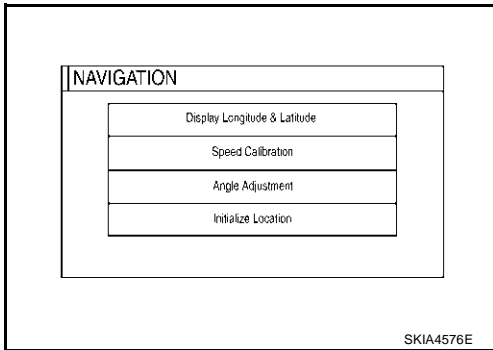 NAVIGATION
Display Longitude & Latitude
Speed Calibration
Angle Adjustment
Initialize Location
SKIA4576E